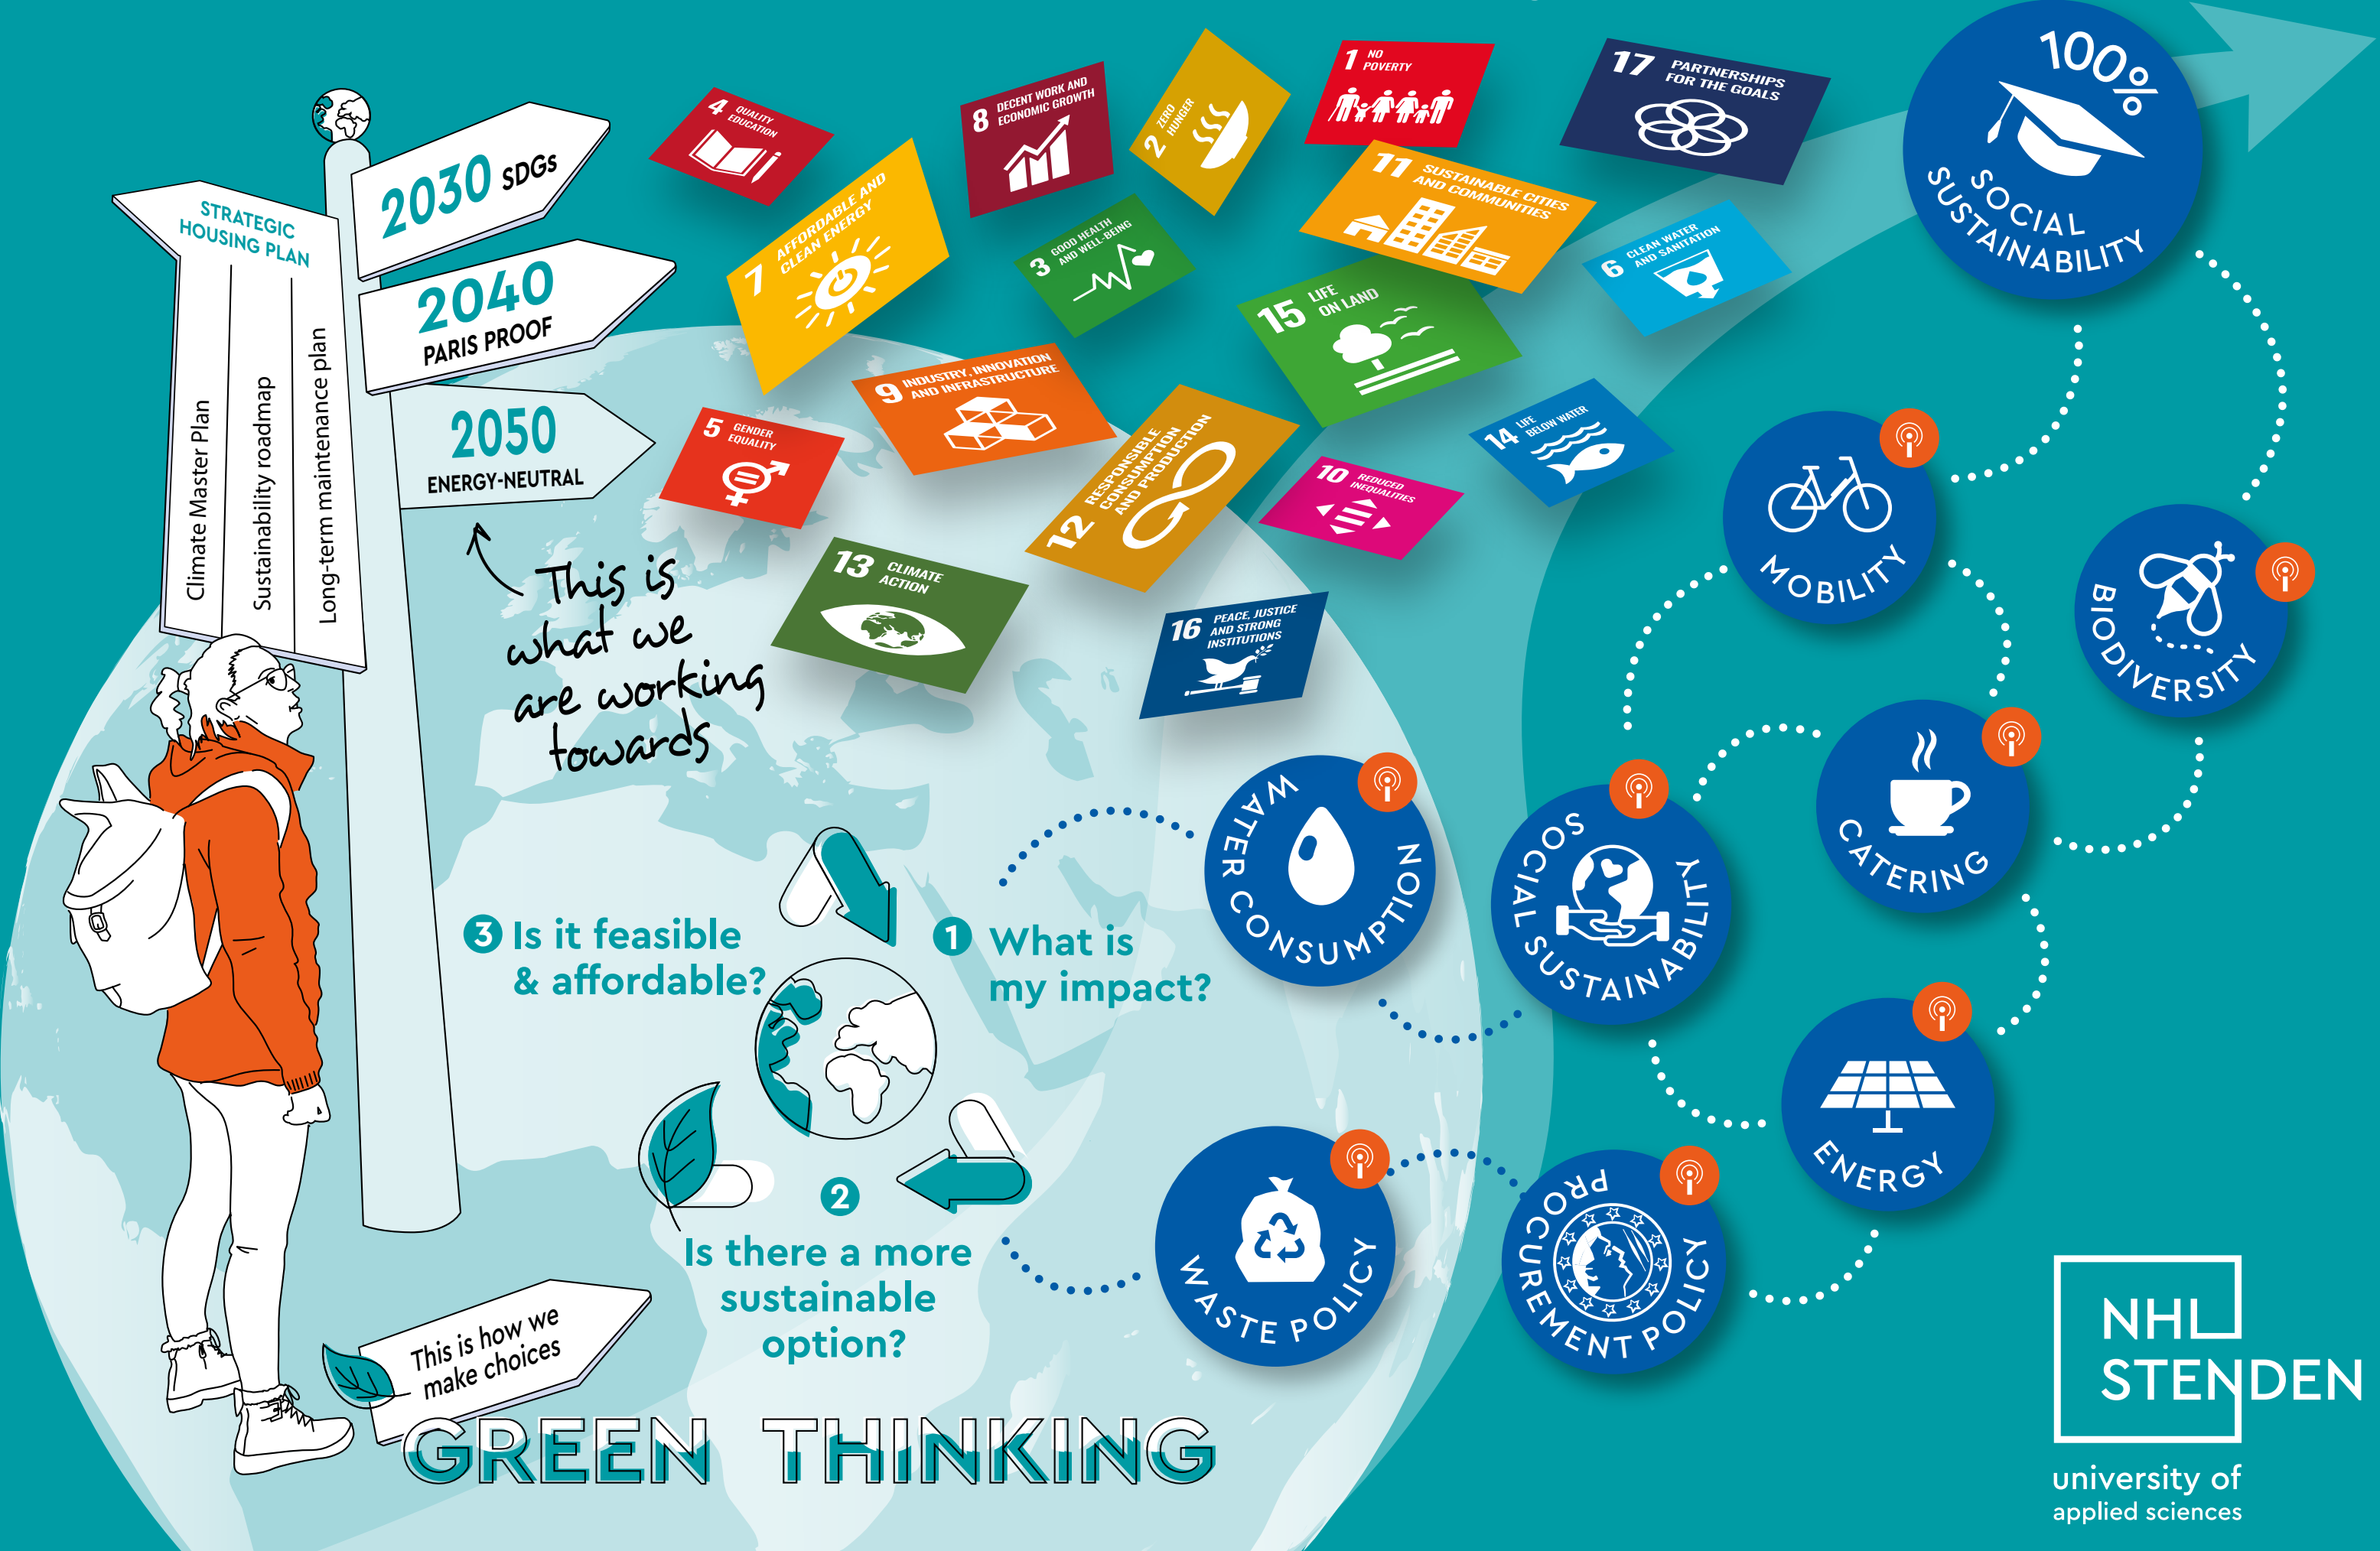 STRATEGIC
HOUSING PLAN
Climate Master Plan
Sustainability roadmap
Long-term maintenance plan
2030 SDGs
2040
PARIS PROOF
2050
ENERGY-NEUTRAL
This is
what we
are working
towards
4 QUALITY
EDUCATION
8 DECENT WORK AND
ECONOMIC GROWTH
2 ZERO
HUNGER
1 NO
POVERTY
17 PARTNERSHIPS
FOR THE GOALS
7 AFFORDABLE AND
CLEAN ENERGY
3 GOOD HEALTH
AND WELL-BEING
11 SUSTAINABLE CITIES
AND COMMUNITIES
6 CLEAN WATER
AND SANITATION
15 LIFE
ON LAND
9 INDUSTRY, INNOVATION
AND INFRASTRUCTURE
5 GENDER
EQUALITY
12 RESPONSIBLE
CONSUMPTION
AND PRODUCTION
14 LIFE
BELOW WATER
10 REDUCED
INEQUALITIES
13 CLIMATE
ACTION
16 PEACE, JUSTICE
AND STRONG
INSTITUTIONS
100%
SOCIAL
SUSTAINABILITY
MOBILITY
BIODIVERSITY
CATERING
WATER CONSUMPTION
SOCIAL SUSTAINABILITY
ENERGY
WASTE POLICY
PROCUREMENT POLICY
1 What is
my impact?
2
Is there a more
sustainable
option?
3 Is it feasible
& affordable?
This is how we
make choices
GREEN THINKING
NHL
STENDEN
university of
applied sciences